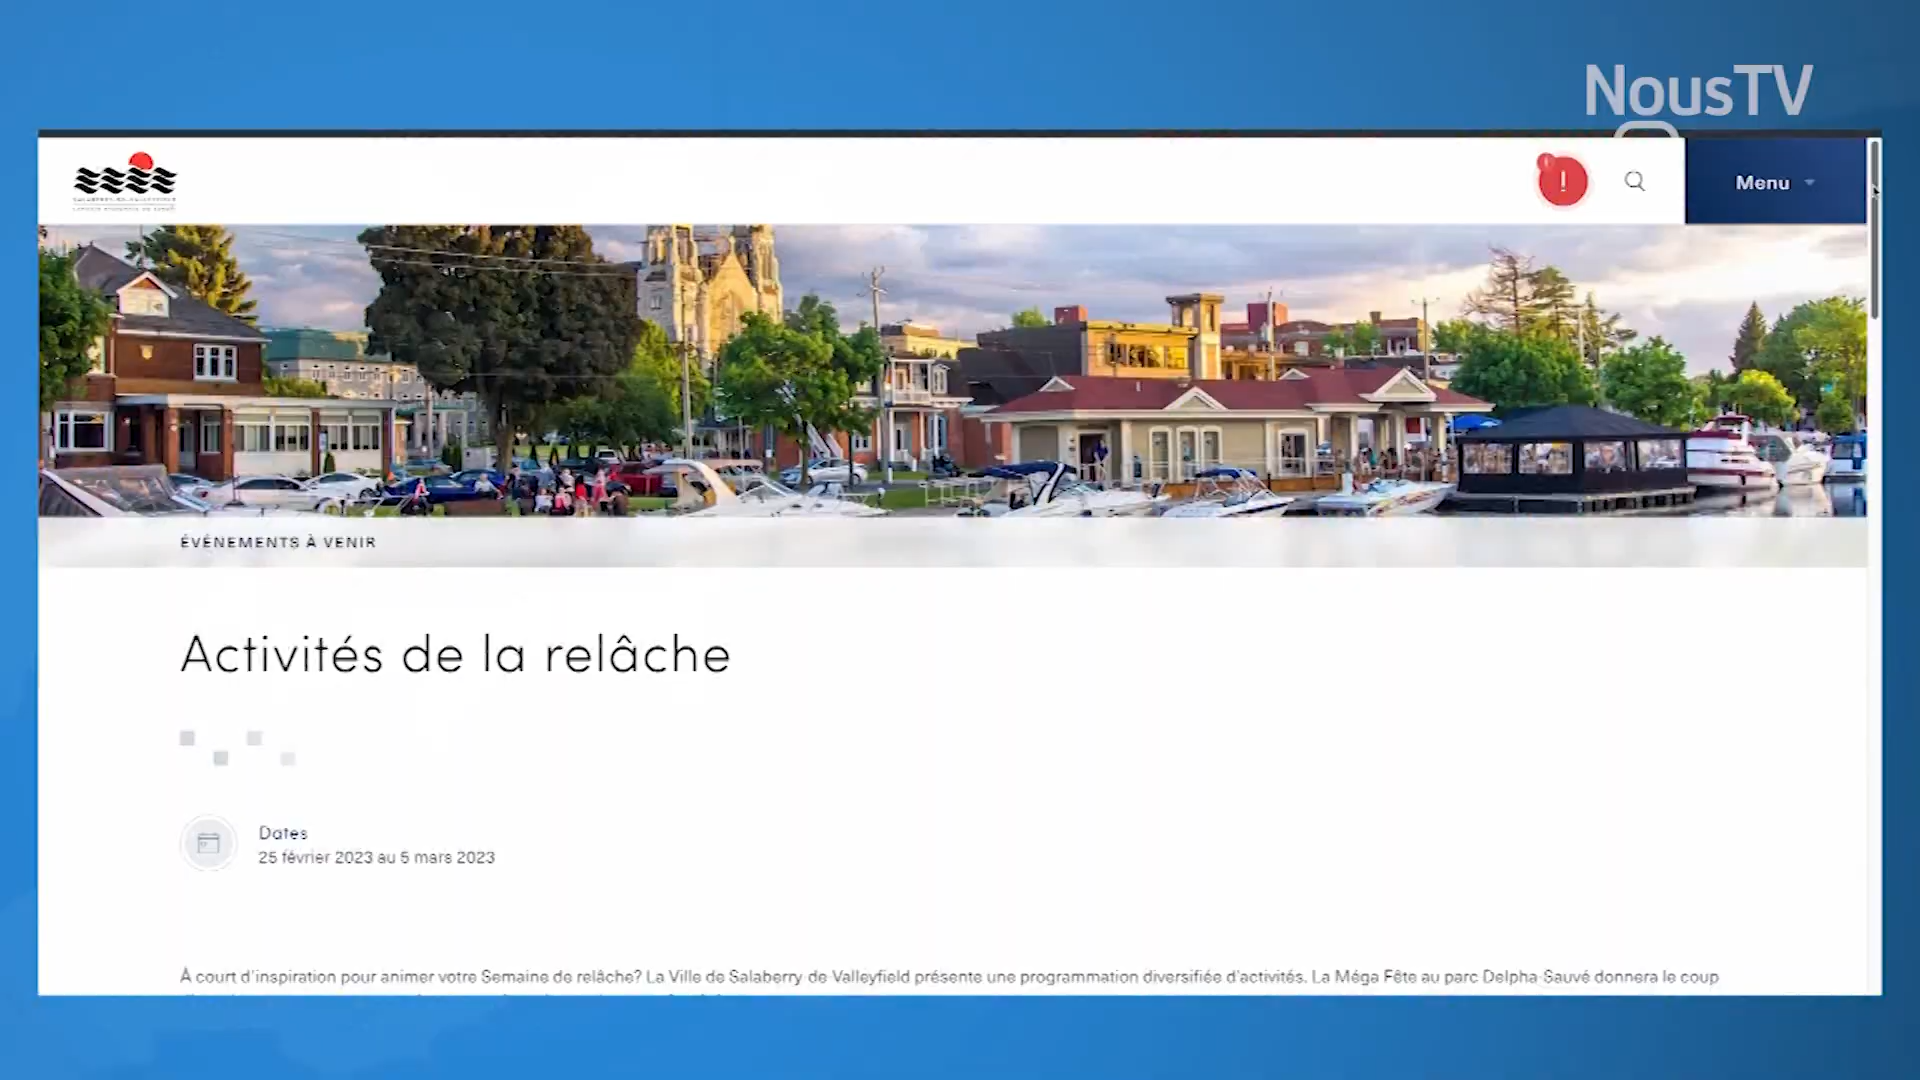 NousTV
Menu
ÉVÉNEMENTS À VENIR
Activités de la relâche
Dates
25 février 2023 au 5 mars 2023
À court d'inspiration pour animer votre Semaine de relâche? La Ville de Salaberry-de-Valleyfield présente une programmation diversifiée d'activités. La Méga Fête au parc Delpha-Sauvé donnera le coup